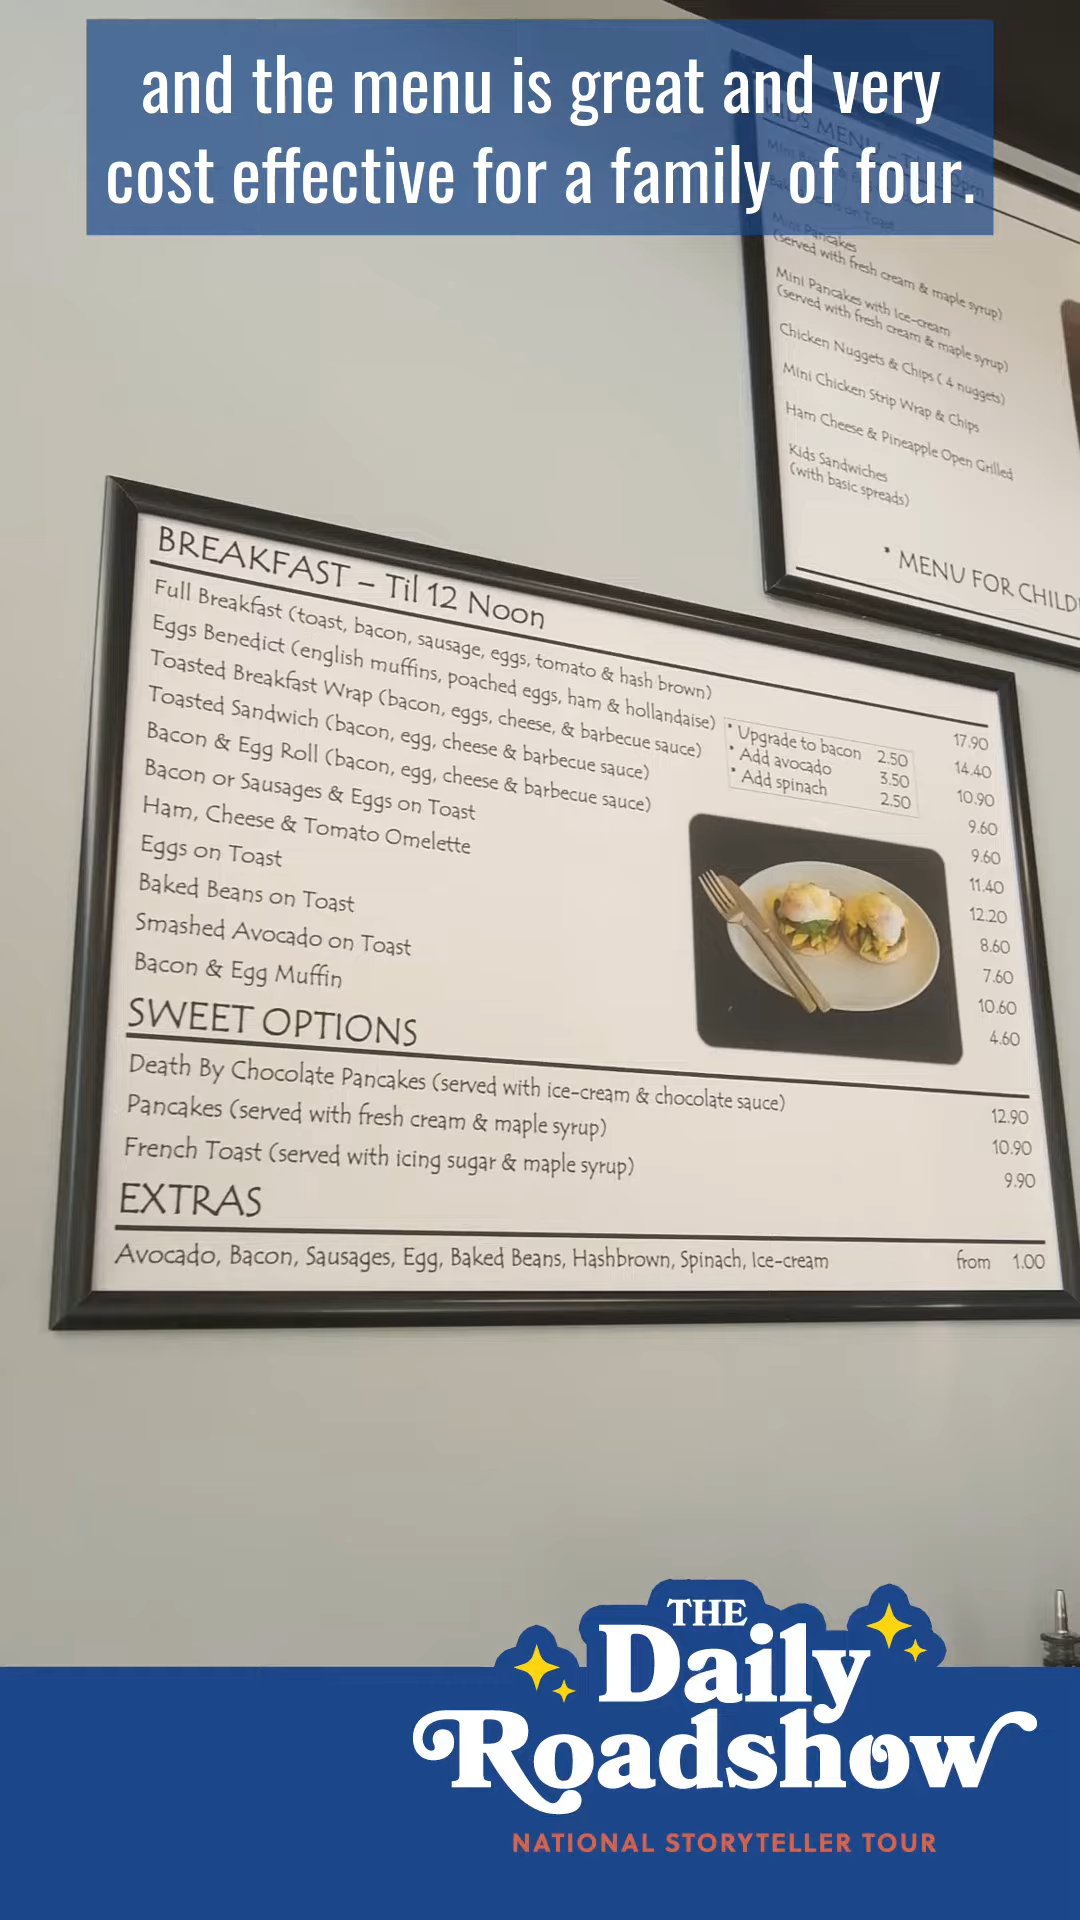 and the menu is great and very
cost effective for a family of four.
Mini Pancakes
(served with fresh cream & maple syrup)
Mini Pancakes with Ice-cream
(served with fresh cream & maple syrup)
Chicken Nuggets & Chips ( 4 nuggets)
Mini Chicken Strip Wrap & Chips
Ham Cheese & Pineapple Open Grilled
Kids Sandwiches
(with basic spreads)
* MENU FOR CHILD
BREAKFAST – Til 12 Noon
Full Breakfast (toast, bacon, sausage, eggs, tomato & hash brown) 17.90
Eggs Benedict (english muffins, poached eggs, ham & hollandaise) 14.40
* Upgrade to bacon 2.50
* Add avocado 3.50
* Add spinach 2.50
Toasted Breakfast Wrap (bacon, eggs, cheese, & barbecue sauce) 10.90
Toasted Sandwich (bacon, egg, cheese & barbecue sauce) 9.60
Bacon & Egg Roll (bacon, egg, cheese & barbecue sauce) 9.60
Bacon or Sausages & Eggs on Toast 11.40
Ham, Cheese & Tomato Omelette 12.20
Eggs on Toast 8.60
Baked Beans on Toast 7.60
Smashed Avocado on Toast 10.60
Bacon & Egg Muffin 4.60
SWEET OPTIONS
Death By Chocolate Pancakes (served with ice-cream & chocolate sauce) 12.90
Pancakes (served with fresh cream & maple syrup) 10.90
French Toast (served with icing sugar & maple syrup) 9.90
EXTRAS
Avocado, Bacon, Sausages, Egg, Baked Beans, Hashbrown, Spinach, Ice-cream from 1.00
THE
Daily
Roadshow
NATIONAL STORYTELLER TOUR